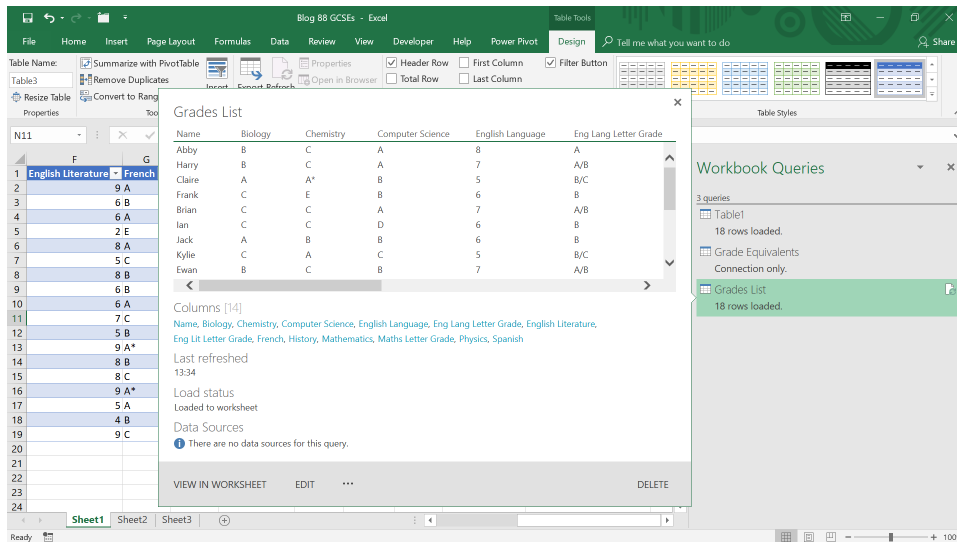 Blog 88 GCSEs - Excel
Table Tools
File Home Insert Page Layout Formulas Data Review View Developer Help Power Pivot Design Tell me what you want to do Share
Table Name:
Table3
Resize Table
Properties
Summarize with PivotTable
Remove Duplicates
Convert to Rang
Too
Insert
Export Refresh
Properties
Open in Browser
Header Row First Column Filter Button
Total Row Last Column
Table Styles
N11
F G
1 English Literature French
2 9 A
3 6 B
4 6 A
5 2 E
6 8 A
7 5 C
8 8 B
9 6 B
10 6 A
11 7 C
12 5 B
13 9 A*
14 8 B
15 8 C
16 9 A*
17 5 A
18 4 B
19 9 C
20
21
22
23
24
Grades List
Name Biology Chemistry Computer Science English Language Eng Lang Letter Grade
Abby B C A 8 A
Harry B C A 7 A/B
Claire A A* B 5 B/C
Frank C E B 6 B
Brian C C A 7 A/B
Ian C C D 6 B
Jack A B B 6 B
Kylie C A C 5 B/C
Ewan B C B 7 A/B
Columns [14]
Name, Biology, Chemistry, Computer Science, English Language, Eng Lang Letter Grade, English Literature,
Eng Lit Letter Grade, French, History, Mathematics, Maths Letter Grade, Physics, Spanish
Last refreshed
13:34
Load status
Loaded to worksheet
Data Sources
There are no data sources for this query.
VIEW IN WORKSHEET EDIT ... DELETE
Workbook Queries
3 queries
Table1
18 rows loaded.
Grade Equivalents
Connection only.
Grades List
18 rows loaded.
Sheet1 Sheet2 Sheet3
Ready
100